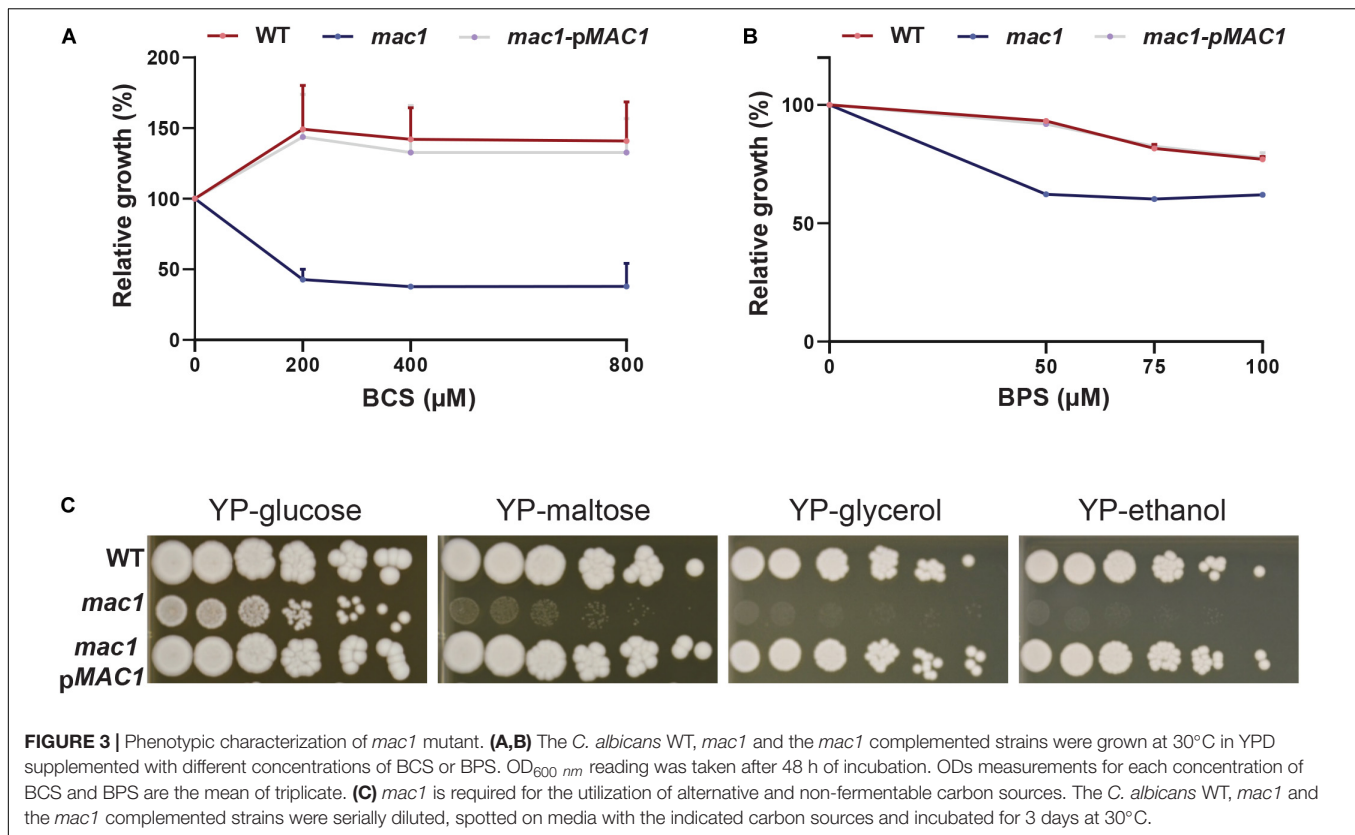 A
WT mac1 mac1-pMAC1
Relative growth (%)
200
150
100
50
0
0 200 400 800
BCS (µM)
B
WT mac1 mac1-pMAC1
Relative growth (%)
100
50
0
0 50 75 100
BPS (µM)
C
YP-glucose YP-maltose YP-glycerol YP-ethanol
WT
mac1
mac1
pMAC1
FIGURE 3 | Phenotypic characterization of mac1 mutant. (A,B) The C. albicans WT, mac1 and the mac1 complemented strains were grown at 30°C in YPD
supplemented with different concentrations of BCS or BPS. OD600 nm reading was taken after 48 h of incubation. ODs measurements for each concentration of
BCS and BPS are the mean of triplicate. (C) mac1 is required for the utilization of alternative and non-fermentable carbon sources. The C. albicans WT, mac1 and
the mac1 complemented strains were serially diluted, spotted on media with the indicated carbon sources and incubated for 3 days at 30°C.